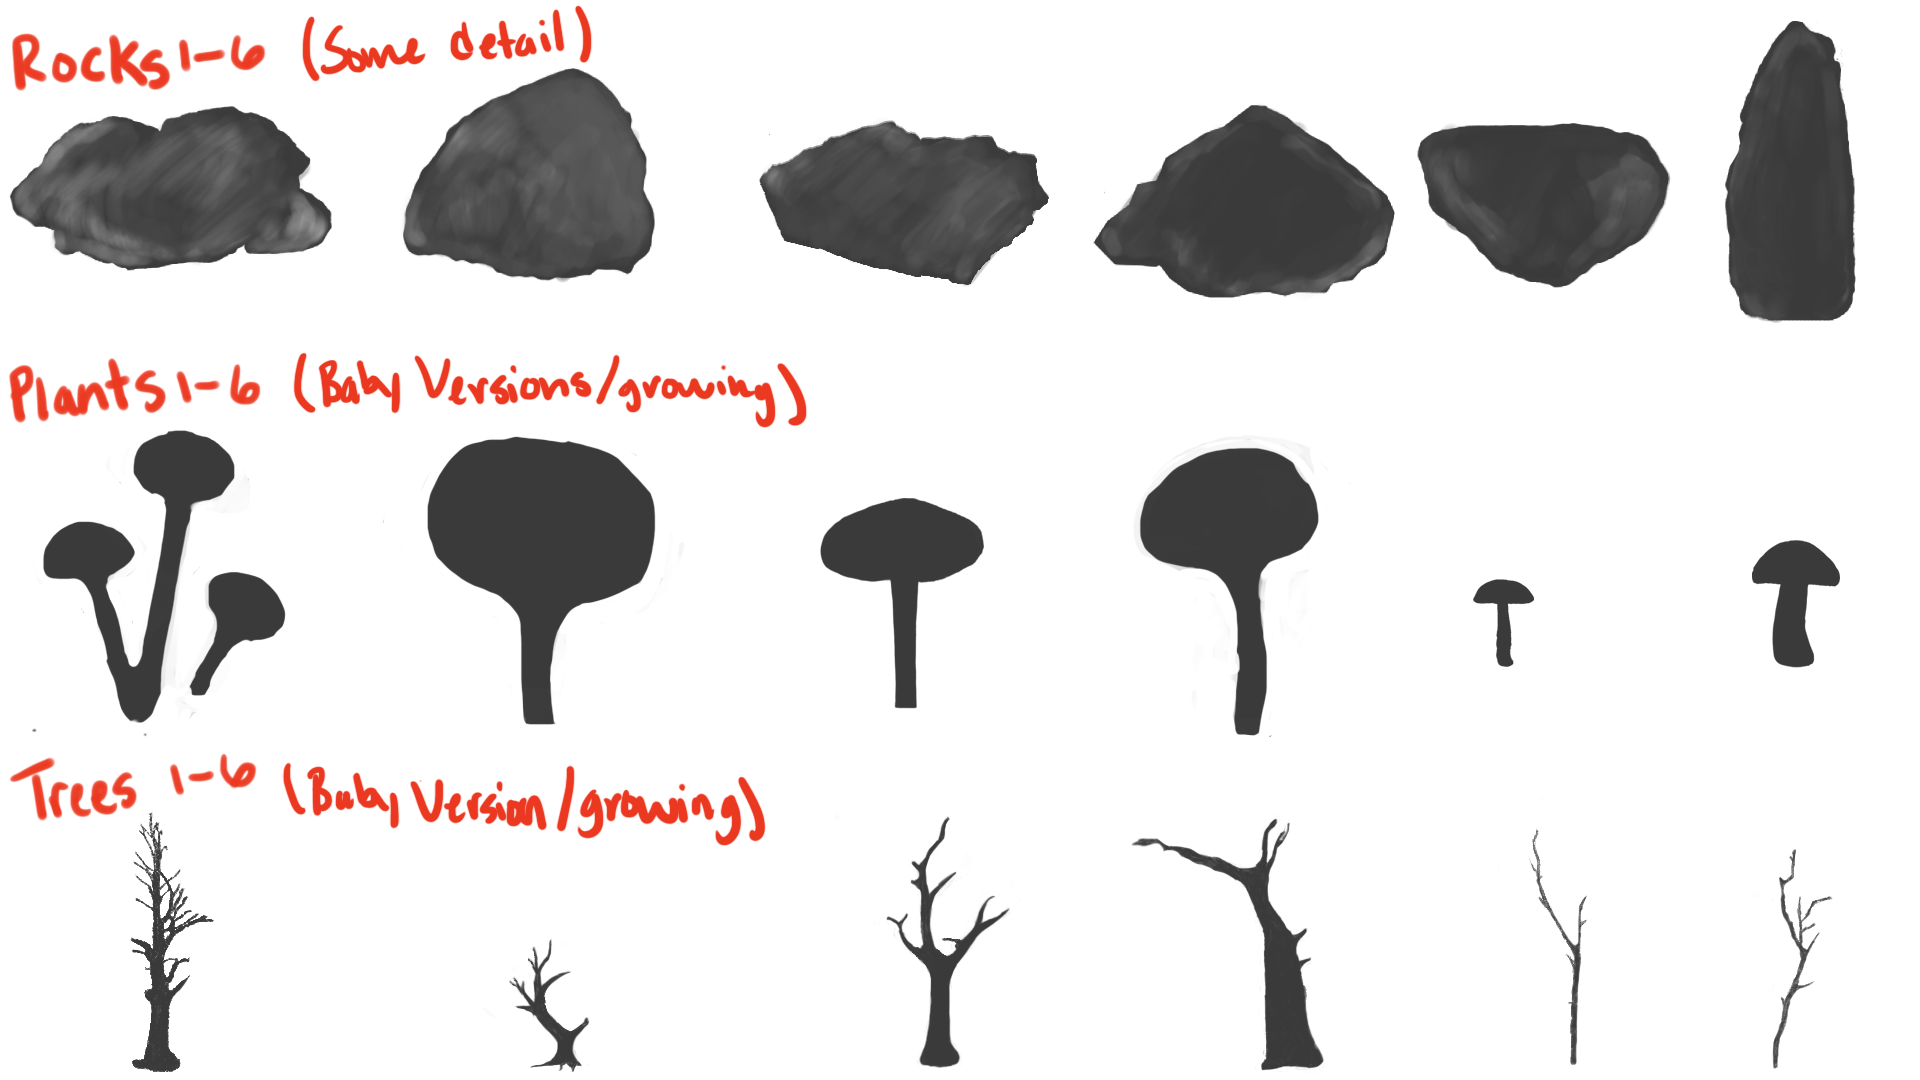 Rocks 1-6 (Some detail)
Plants 1-6 (Baby Versions/growing)
Trees 1-6 (Baby Version/growing)